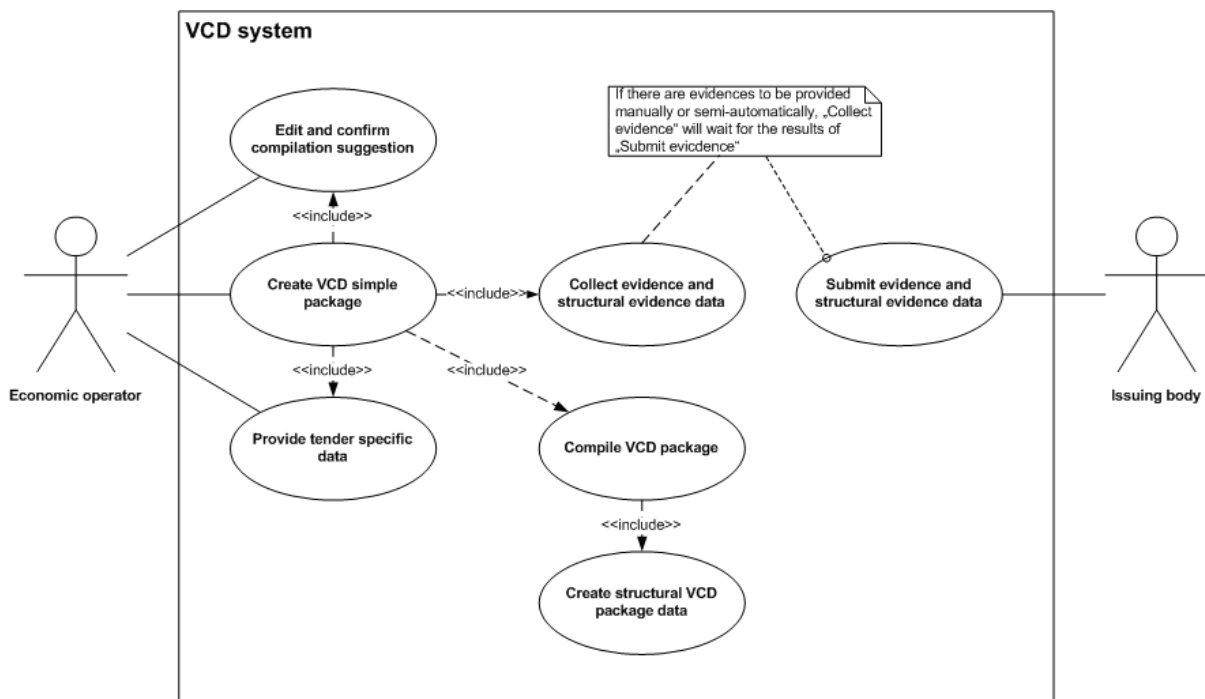 VCD system
If there are evidences to be provided
manually or semi-automatically, „Collect
evidence“ will wait for the results of
„Submit evicdence“
Edit and confirm
compilation suggestion
<<include>>
Create VCD simple
package
<<include>>
Collect evidence and
structural evidence data
Submit evidence and
structural evidence data
<<include>>
<<include>>
Economic operator
Issuing body
Provide tender specific
data
Compile VCD package
<<include>>
Create structural VCD
package data